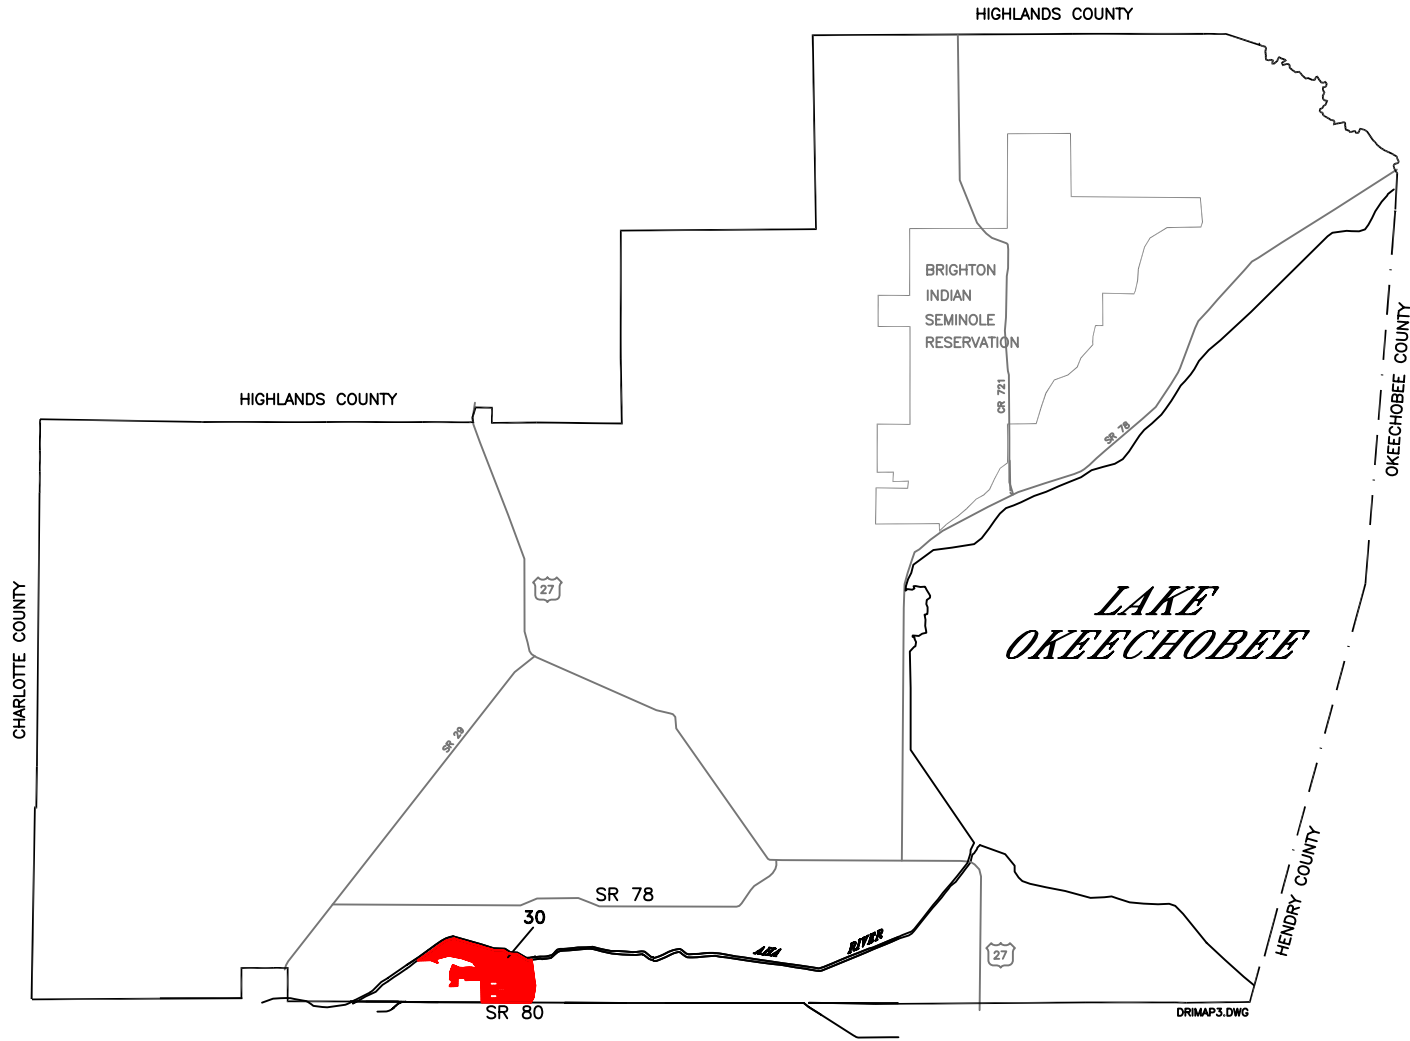 HIGHLANDS COUNTY
BRIGHTON
INDIAN
SEMINOLE
RESERVATION
OKEECHOBEE COUNTY
CR 721
HIGHLANDS COUNTY
SR 78
27
LAKE
OKEECHOBEE
CHARLOTTE COUNTY
SR 29
HENDRY COUNTY
SR 78
30
RIVER
27
SR 80
DRIMAP3.DWG